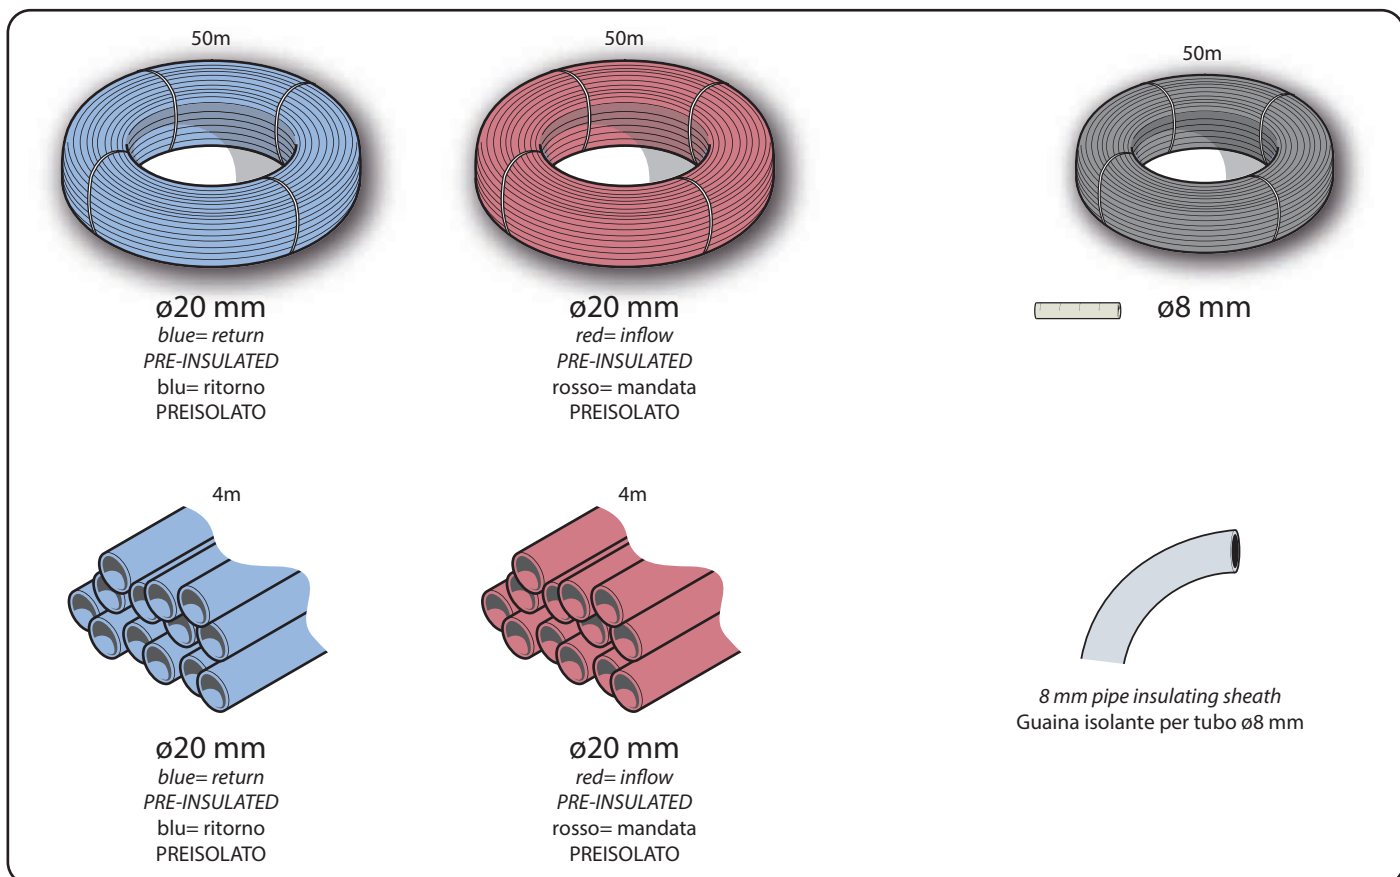 50m
ø20 mm
blue= return
PRE-INSULATED
blu= ritorno
PREISOLATO
50m
ø20 mm
red= inflow
PRE-INSULATED
rosso= mandata
PREISOLATO
50m
ø8 mm
4m
ø20 mm
blue= return
PRE-INSULATED
blu= ritorno
PREISOLATO
4m
ø20 mm
red= inflow
PRE-INSULATED
rosso= mandata
PREISOLATO
8 mm pipe insulating sheath
Guaina isolante per tubo ø8 mm